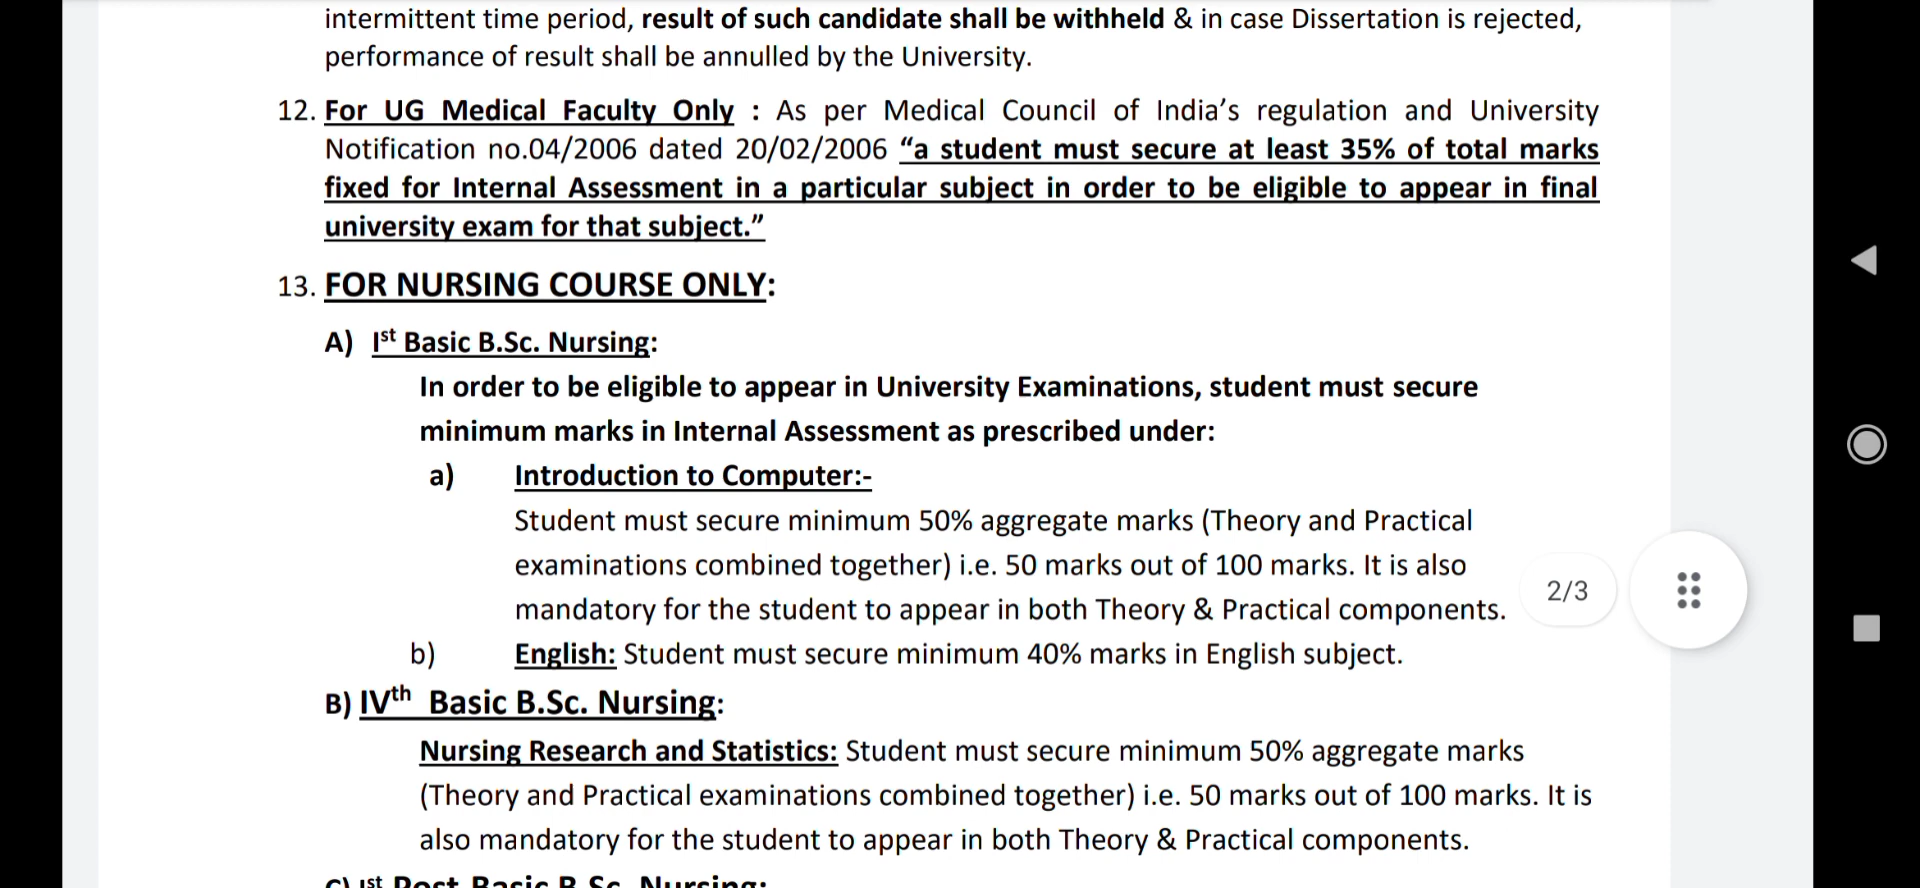 intermittent time period, result of such candidate shall be withheld & in case Dissertation is rejected,
performance of result shall be annulled by the University.
12. For UG Medical Faculty Only : As per Medical Council of India’s regulation and University
Notification no.04/2006 dated 20/02/2006 “a student must secure at least 35% of total marks
fixed for Internal Assessment in a particular subject in order to be eligible to appear in final
university exam for that subject.”
13. FOR NURSING COURSE ONLY:
A) Ist Basic B.Sc. Nursing:
In order to be eligible to appear in University Examinations, student must secure
minimum marks in Internal Assessment as prescribed under:
a) Introduction to Computer:-
Student must secure minimum 50% aggregate marks (Theory and Practical
examinations combined together) i.e. 50 marks out of 100 marks. It is also
mandatory for the student to appear in both Theory & Practical components.
2/3
b) English: Student must secure minimum 40% marks in English subject.
B) IVth Basic B.Sc. Nursing:
Nursing Research and Statistics: Student must secure minimum 50% aggregate marks
(Theory and Practical examinations combined together) i.e. 50 marks out of 100 marks. It is
also mandatory for the student to appear in both Theory & Practical components.
C) Ist Post Basic B.Sc. Nursing: